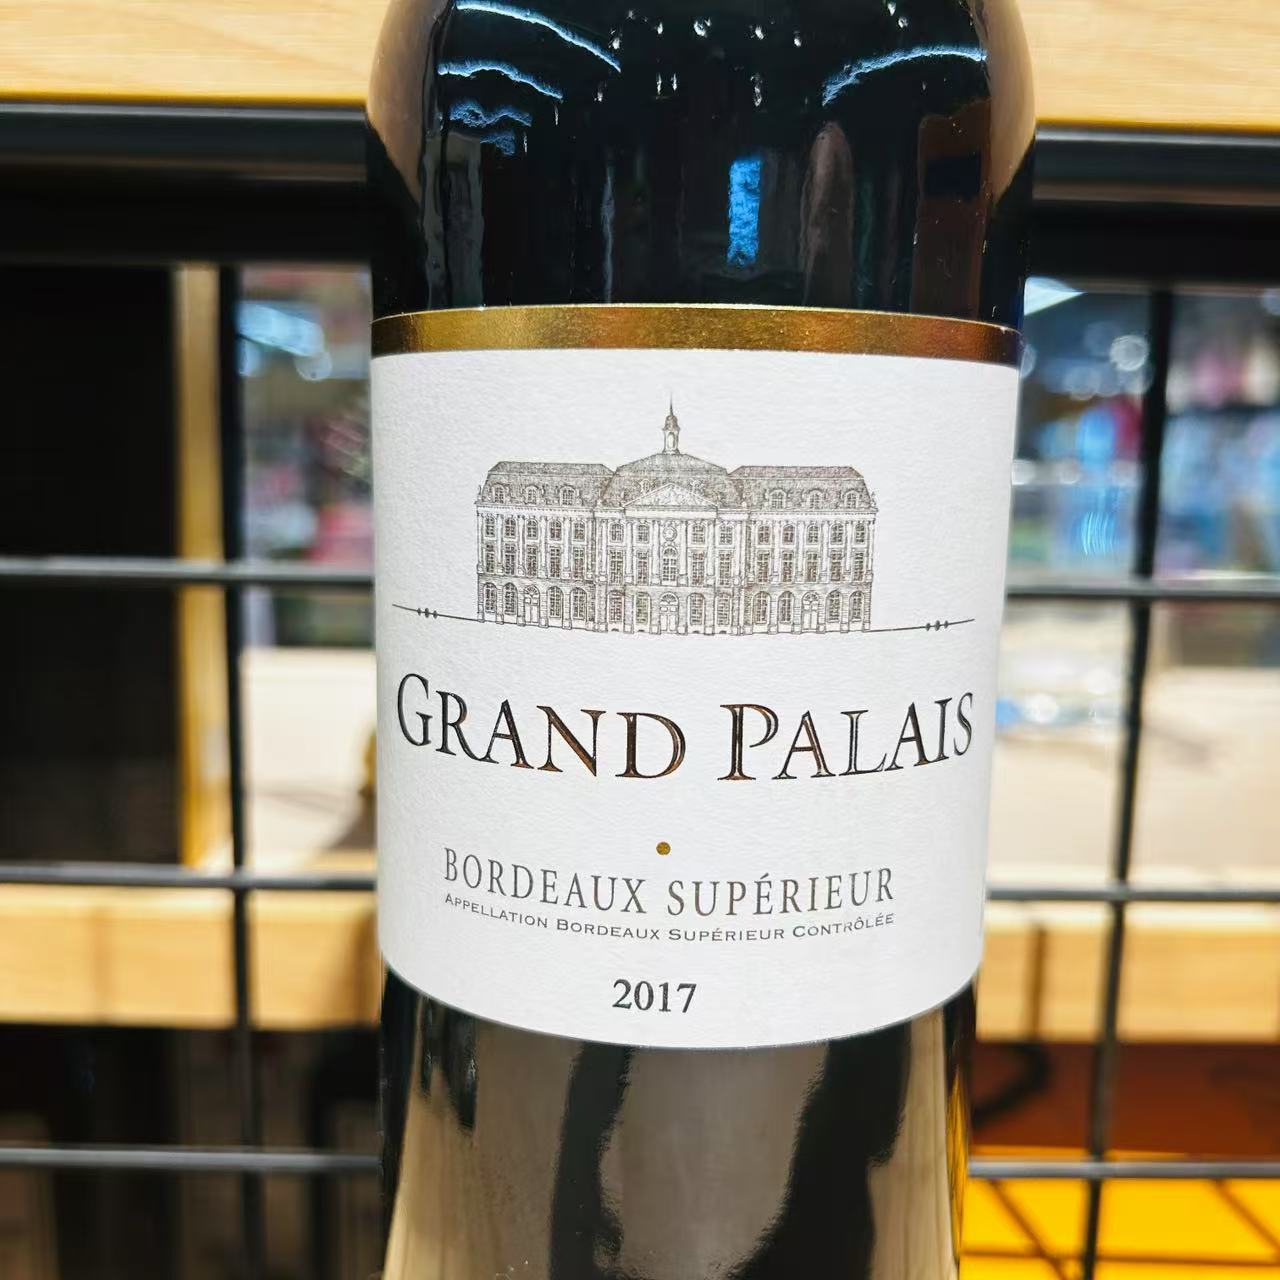 GRAND PALAIS
BORDEAUX SUPÉRIEUR
APPELLATION BORDEAUX SUPÉRIEUR CONTRÔLÉE
2017